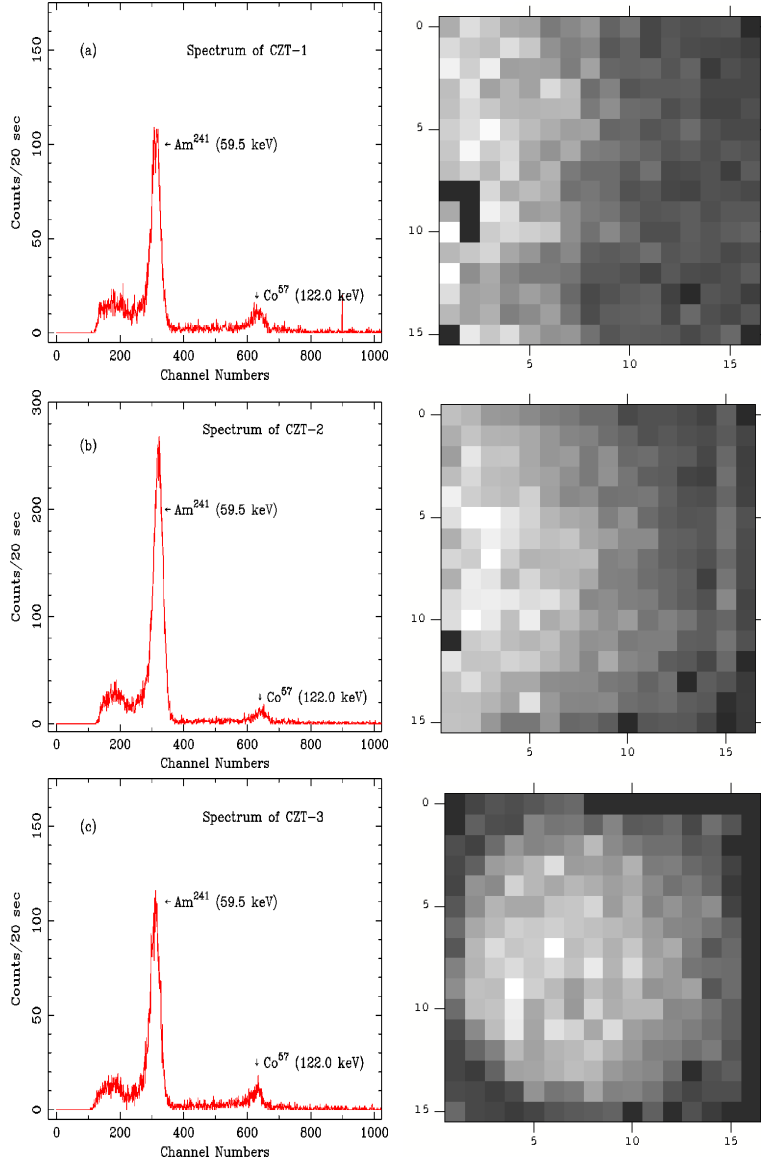 (a) Spectrum of CZT-1
Am²⁴¹ (59.5 keV)
Co⁵⁷ (122.0 keV)
Counts/20 sec
0 50 100 150
0 200 400 600 800 1000
Channel Numbers
0
5
10
15
5 10 15
(b) Spectrum of CZT-2
Am²⁴¹ (59.5 keV)
Co⁵⁷ (122.0 keV)
Counts/20 sec
0 100 200 300
0 200 400 600 800 1000
Channel Numbers
0
5
10
15
5 10 15
(c) Spectrum of CZT-3
Am²⁴¹ (59.5 keV)
Co⁵⁷ (122.0 keV)
Counts/20 sec
0 50 100 150
0 200 400 600 800 1000
Channel Numbers
0
5
10
15
5 10 15